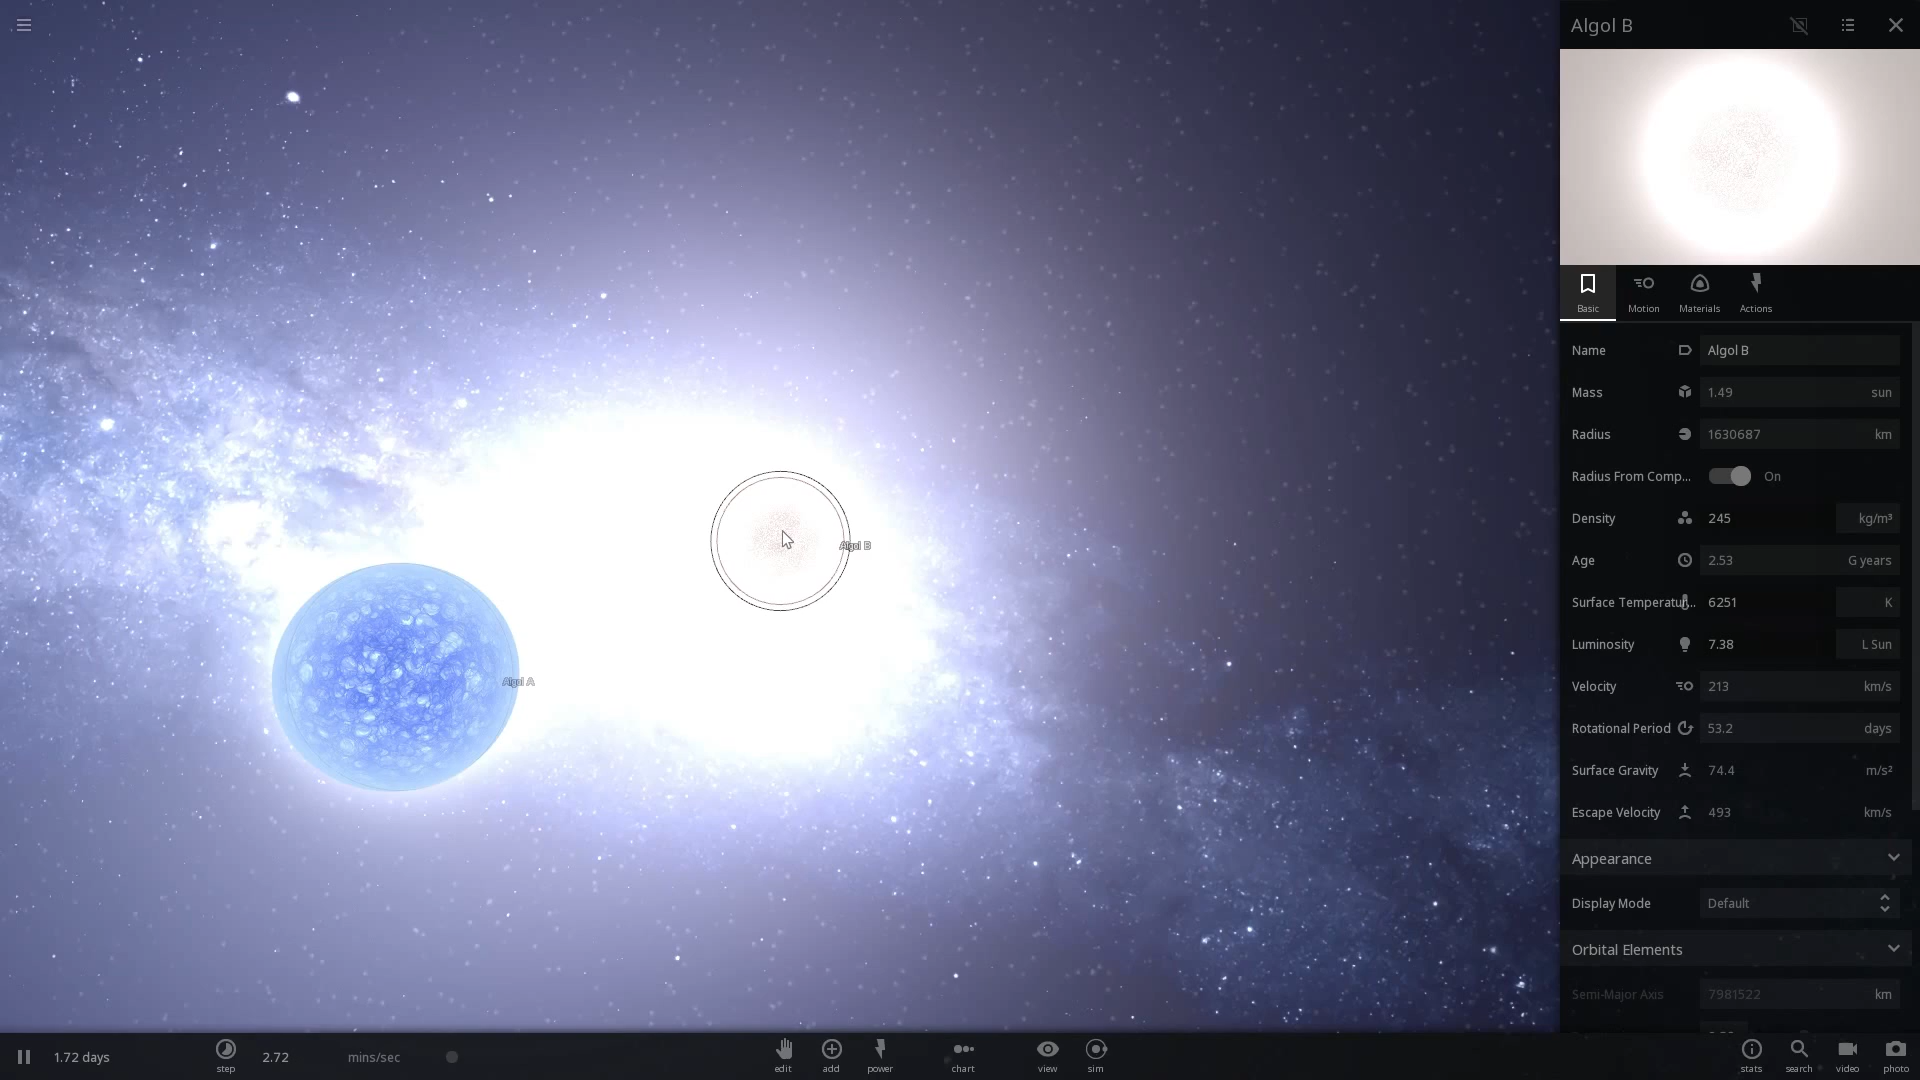 Algol B
Basic
Motion
Materials
Actions
Name Algol B
Mass 1.49 sun
Radius 1630687 km
Radius From Comp... On
Density 245 kg/m³
Age 2.53 G years
Surface Temperatur... 6251 K
Luminosity 7.38 L Sun
Velocity 213 km/s
Rotational Period 53.2 days
Surface Gravity 74.4 m/s²
Escape Velocity 493 km/s
Appearance
Display Mode Default
Orbital Elements
Semi-Major Axis 7981522 km
Algol B
Algol A
1.72 days
step
2.72 mins/sec
edit
add
power
chart
view
sim
stats
search
video
photo